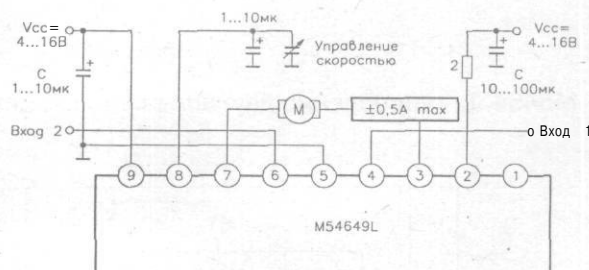 1...10мк
Vcc=
4...16В
Управление
скоростью
Vcc=
4...16В
С
1...10мк
2
С
10...100мк
М
±0,5A max
Вход 2
Вход 1
9 8 7 6 5 4 3 2 1
M54649L